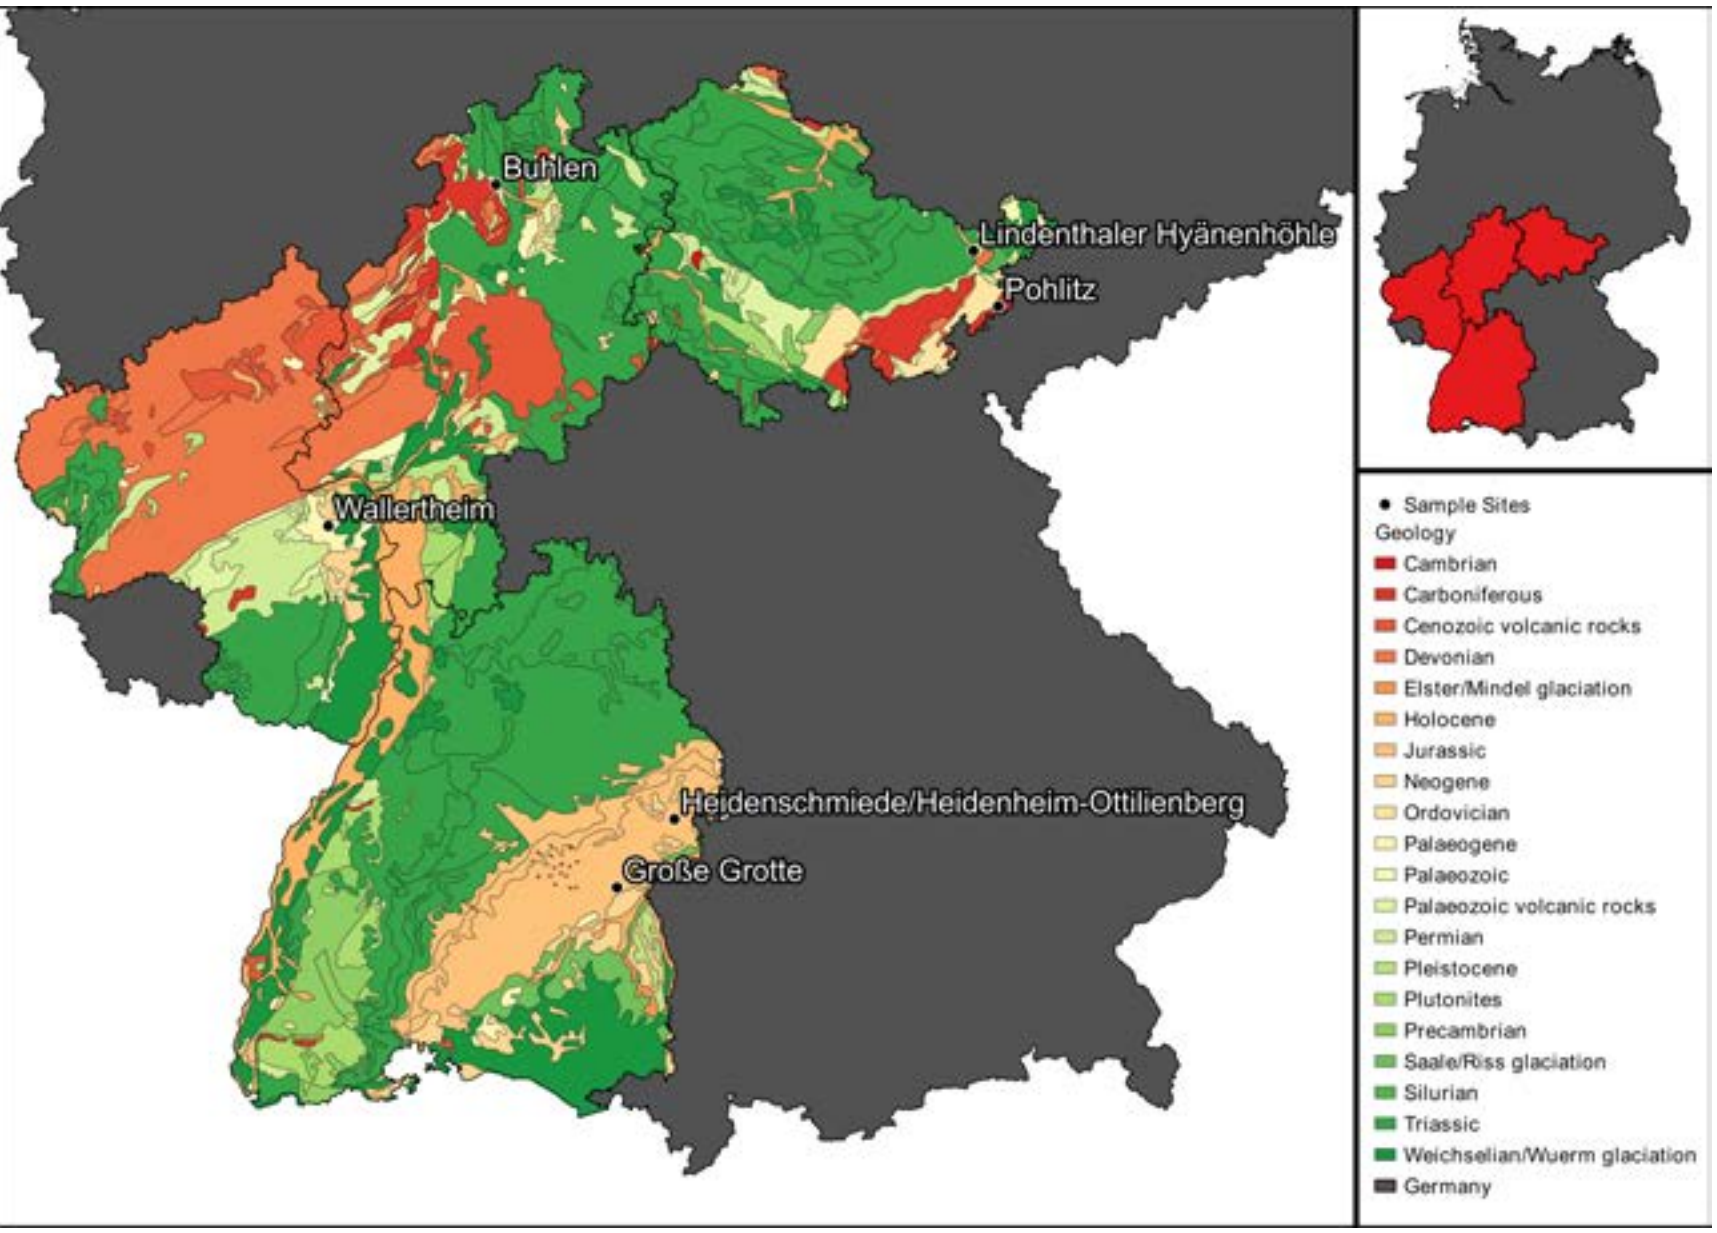 Buhlen
Lindenthaler Hyänenhöhle
Pohlitz
Wallertheim
Heidenschmiede/Heidenheim-Ottilienberg
Große Grotte
Sample Sites
Geology
Cambrian
Carboniferous
Cenozoic volcanic rocks
Devonian
Elster/Mindel glaciation
Holocene
Jurassic
Neogene
Ordovician
Palaeogene
Palaeozoic
Palaeozoic volcanic rocks
Permian
Pleistocene
Plutonites
Precambrian
Saale/Riss glaciation
Silurian
Triassic
Weichselian/Wuerm glaciation
Germany